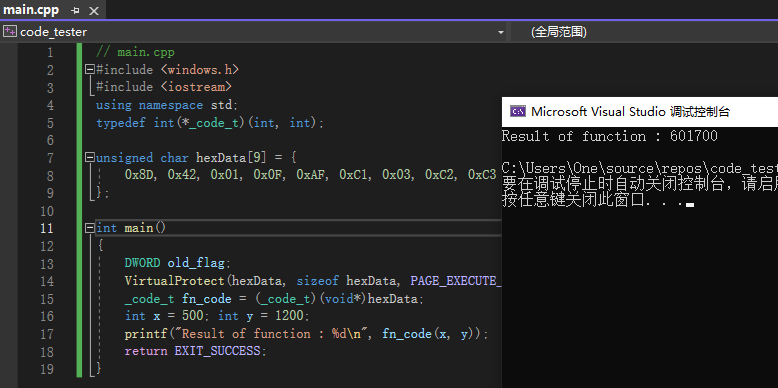 main.cpp
code_tester
(全局范围)
1 // main.cpp
2 #include <windows.h>
3 #include <iostream>
4 using namespace std;
5 typedef int(*_code_t)(int, int);
6
7 unsigned char hexData[9] = {
8 0x8D, 0x42, 0x01, 0x0F, 0xAF, 0xC1, 0x03, 0xC2, 0xC3
9 };
10
11 int main()
12 {
13 DWORD old_flag;
14 VirtualProtect(hexData, sizeof hexData, PAGE_EXECUTE_
15 _code_t fn_code = (_code_t)(void*)hexData;
16 int x = 500; int y = 1200;
17 printf("Result of function : %d\n", fn_code(x, y));
18 return EXIT_SUCCESS;
19 }
Microsoft Visual Studio 调试控制台
Result of function : 601700
C:\Users\One\source\repos\code_test
要在调试停止时自动关闭控制台，请启用
按任意键关闭此窗口. . .